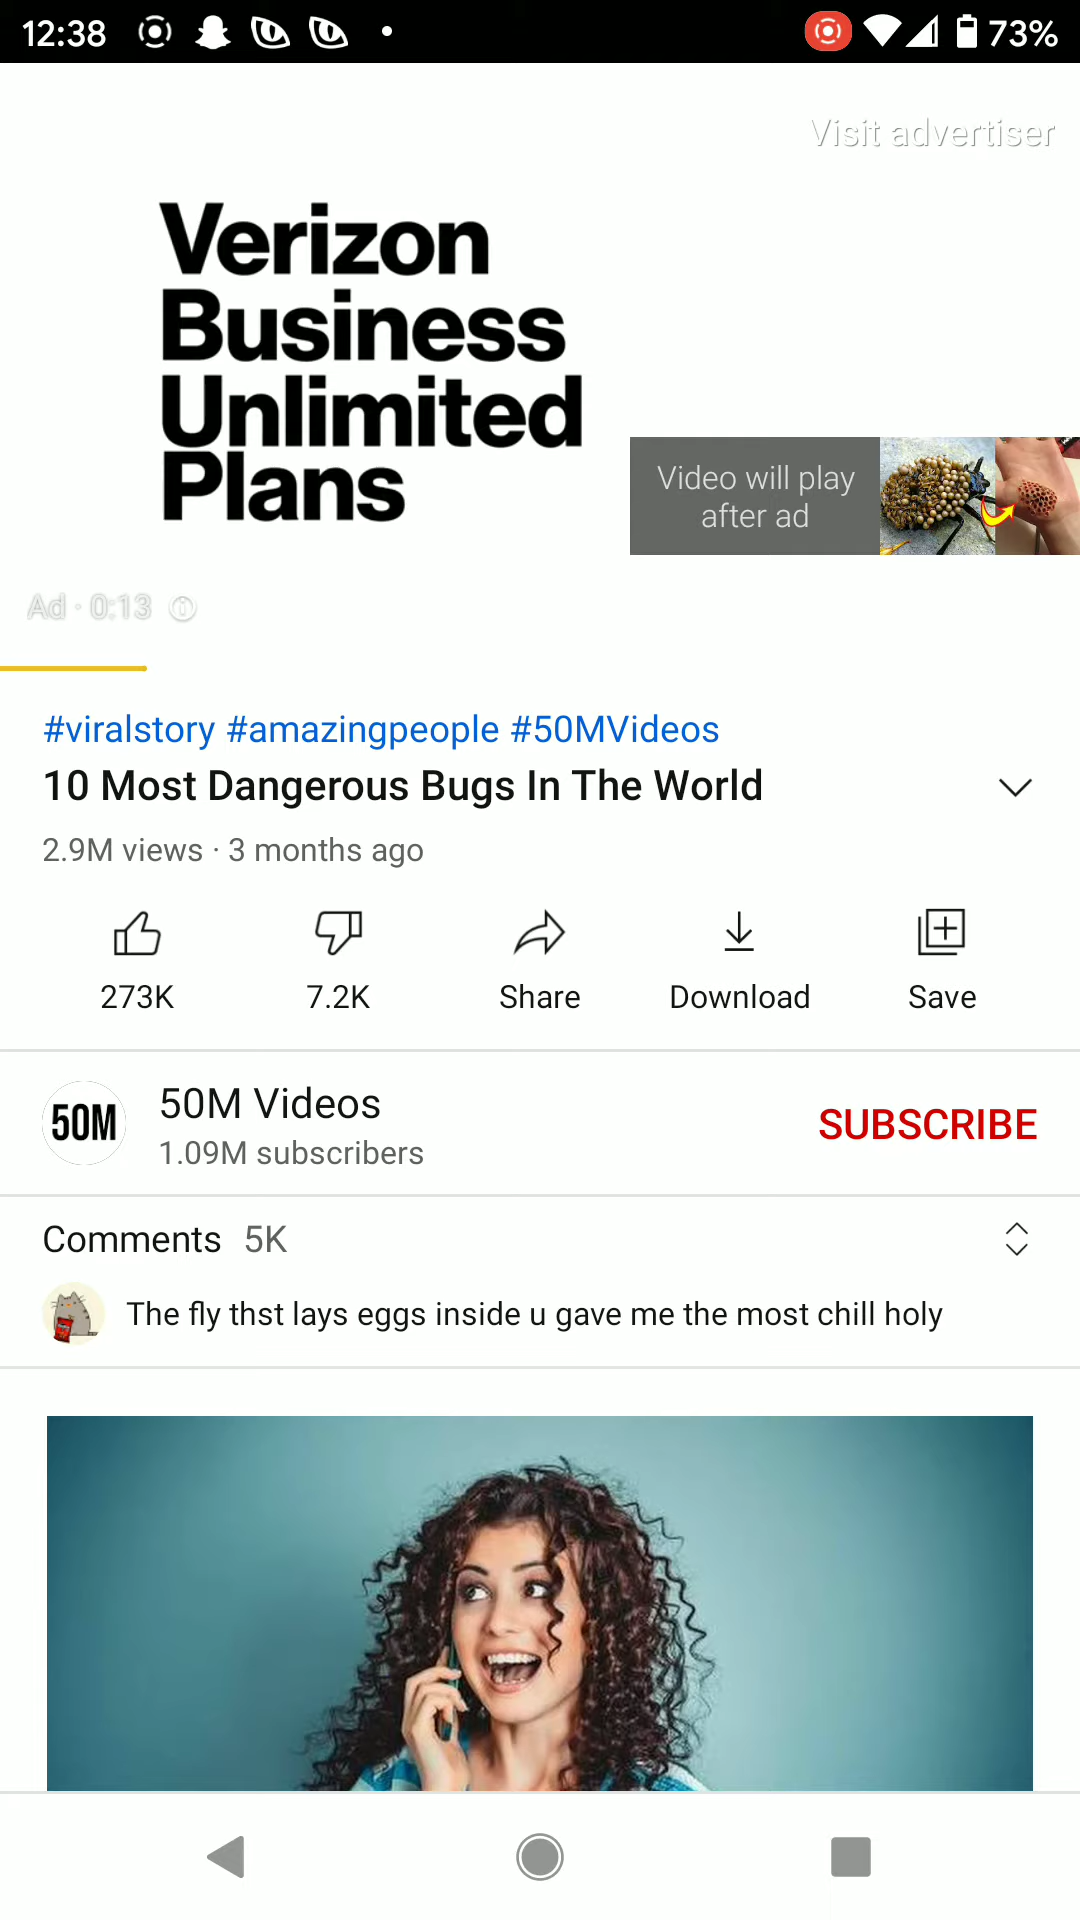 12:38
73%
Visit advertiser
Verizon
Business
Unlimited
Plans
Video will play
after ad
Ad · 0:13
#viralstory #amazingpeople #50MVideos
10 Most Dangerous Bugs In The World
2.9M views · 3 months ago
273K
7.2K
Share
Download
Save
50M
50M Videos
1.09M subscribers
SUBSCRIBE
Comments 5K
The fly thst lays eggs inside u gave me the most chill holy